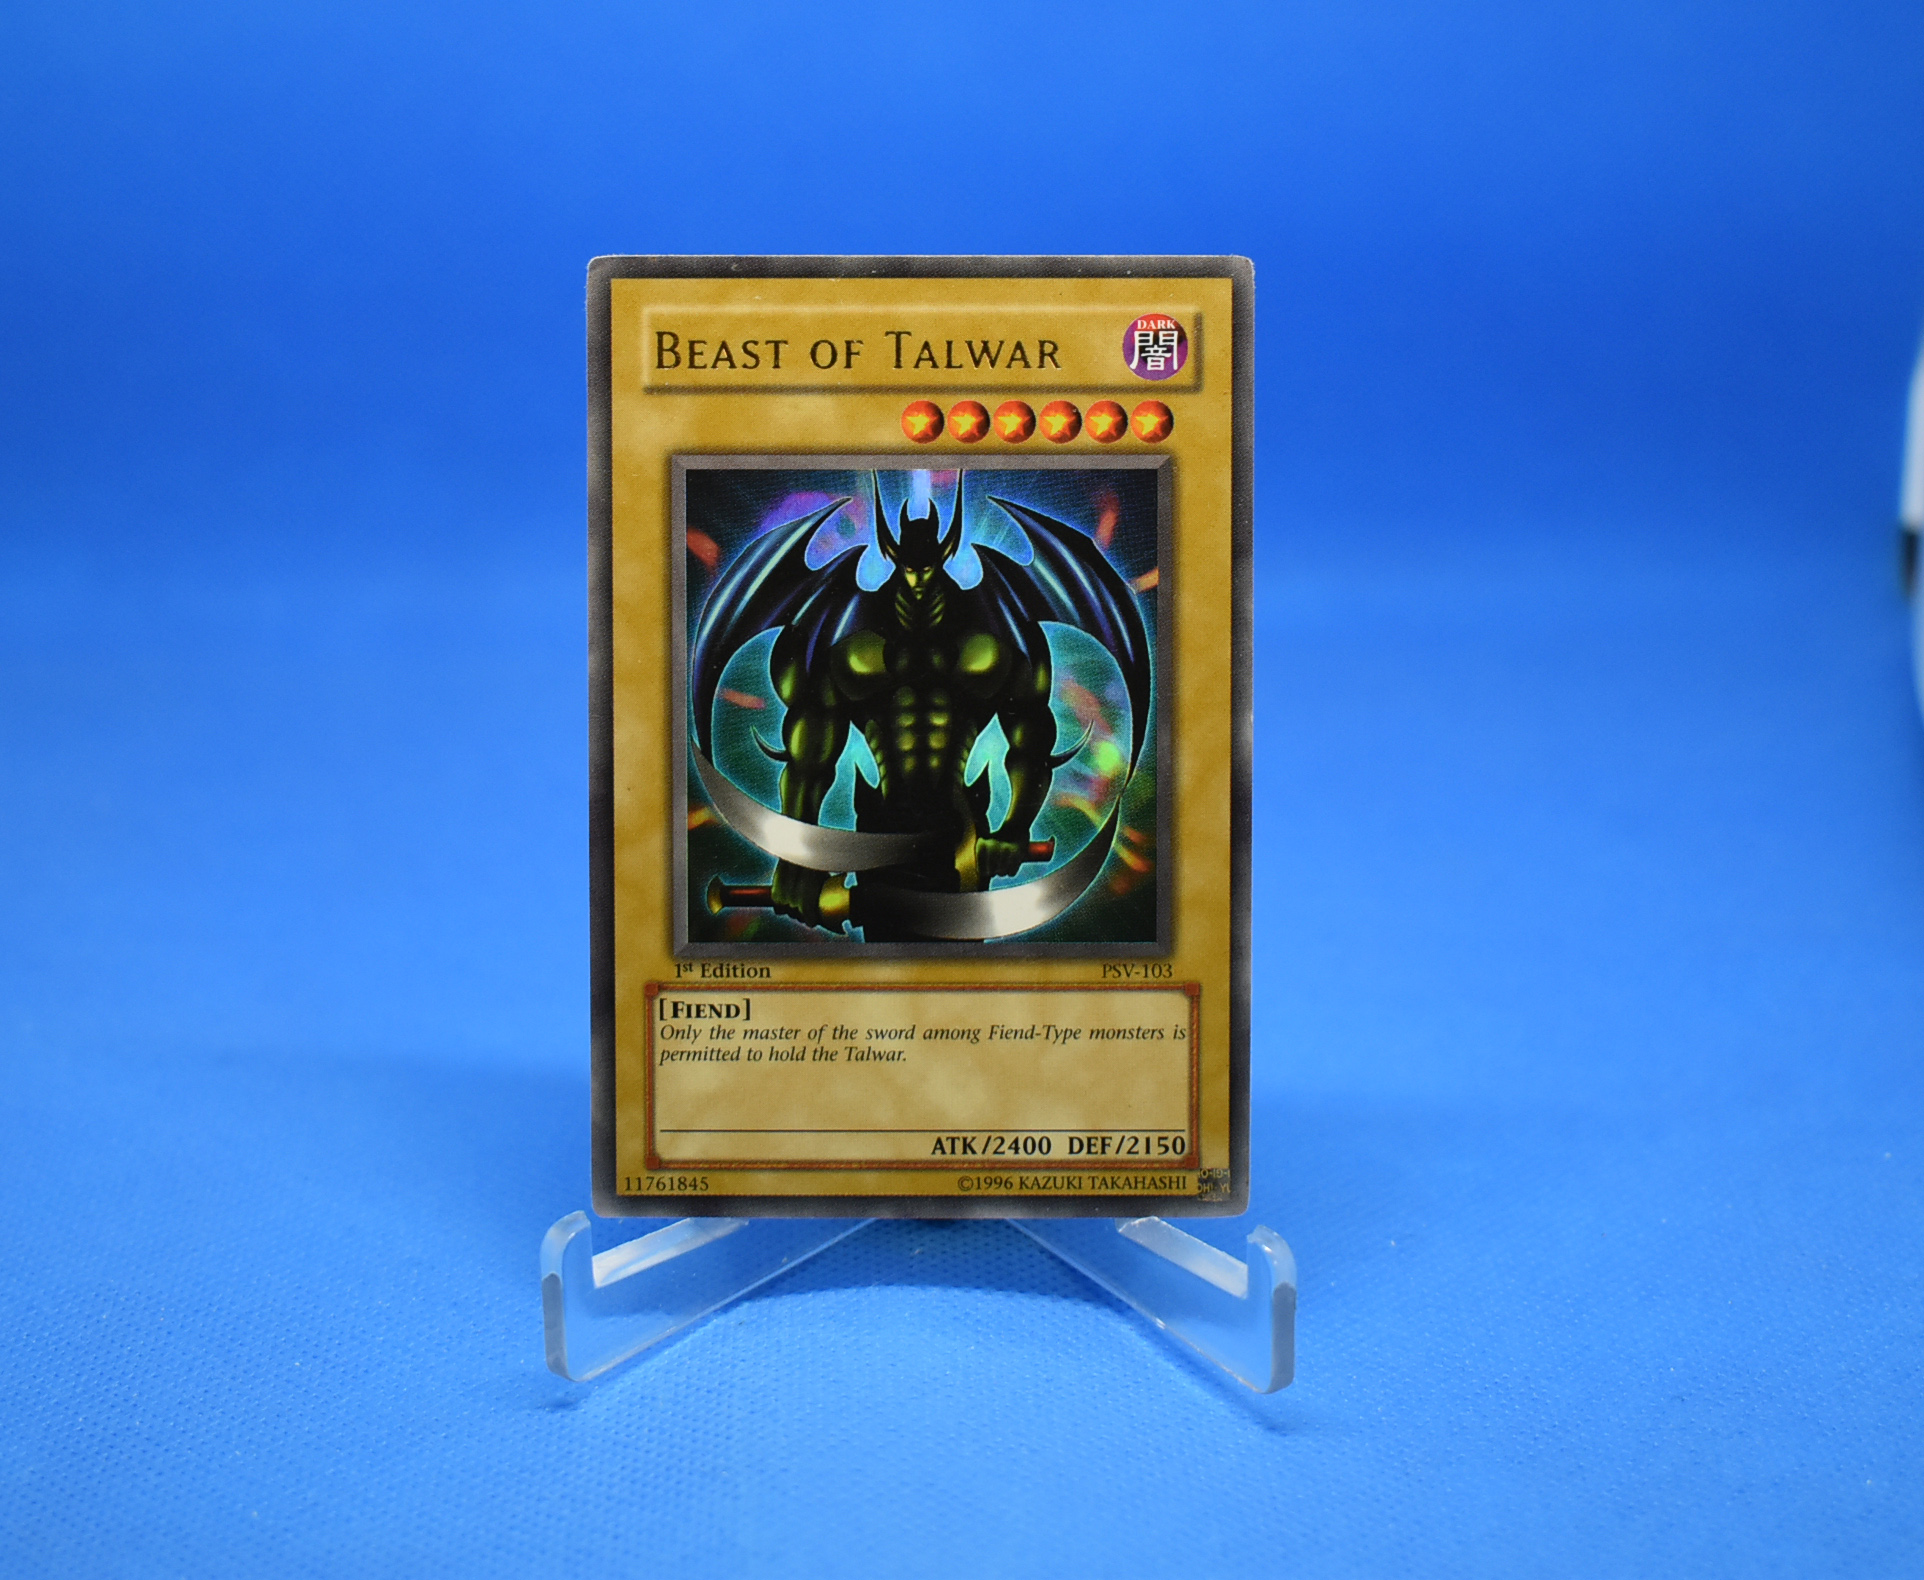 BEAST OF TALWAR
DARK
闇
1st Edition
PSV-103
[FIEND]
Only the master of the sword among Fiend-Type monsters is
permitted to hold the Talwar.
ATK/2400 DEF/2150
11761845
©1996 KAZUKI TAKAHASHI